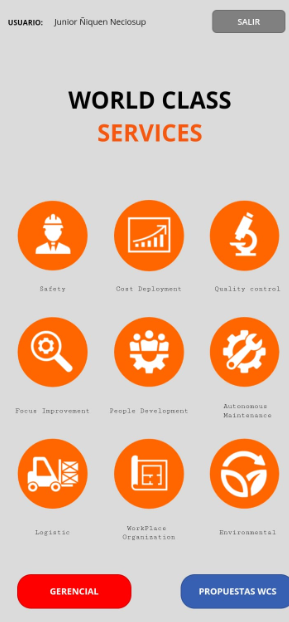 USUARIO: Junior Ñiquen Neciosup SALIR
WORLD CLASS
SERVICES
Safety Cost Deployment Quality control
Focus Improvement People Development Autonomous
Maintenance
Logistic WorkPlace Environmental
Organization
GERENCIAL PROPUESTAS WCS